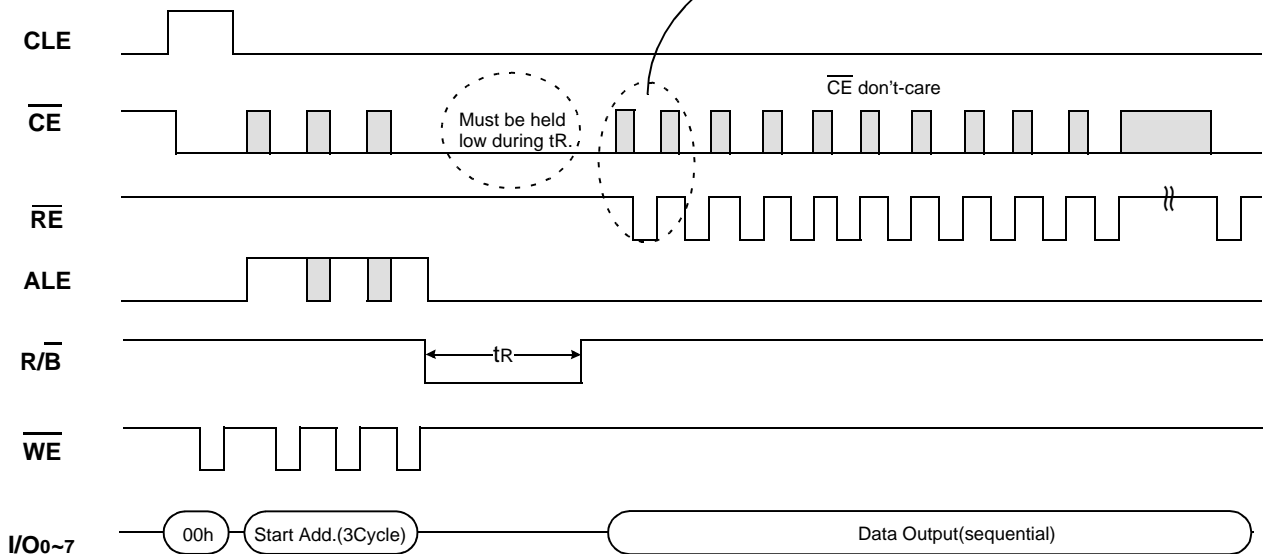 CLE
CE don't-care
CE
Must be held
low during tR.
RE
ALE
R/B
tR
WE
I/O0~7
00h
Start Add.(3Cycle)
Data Output(sequential)